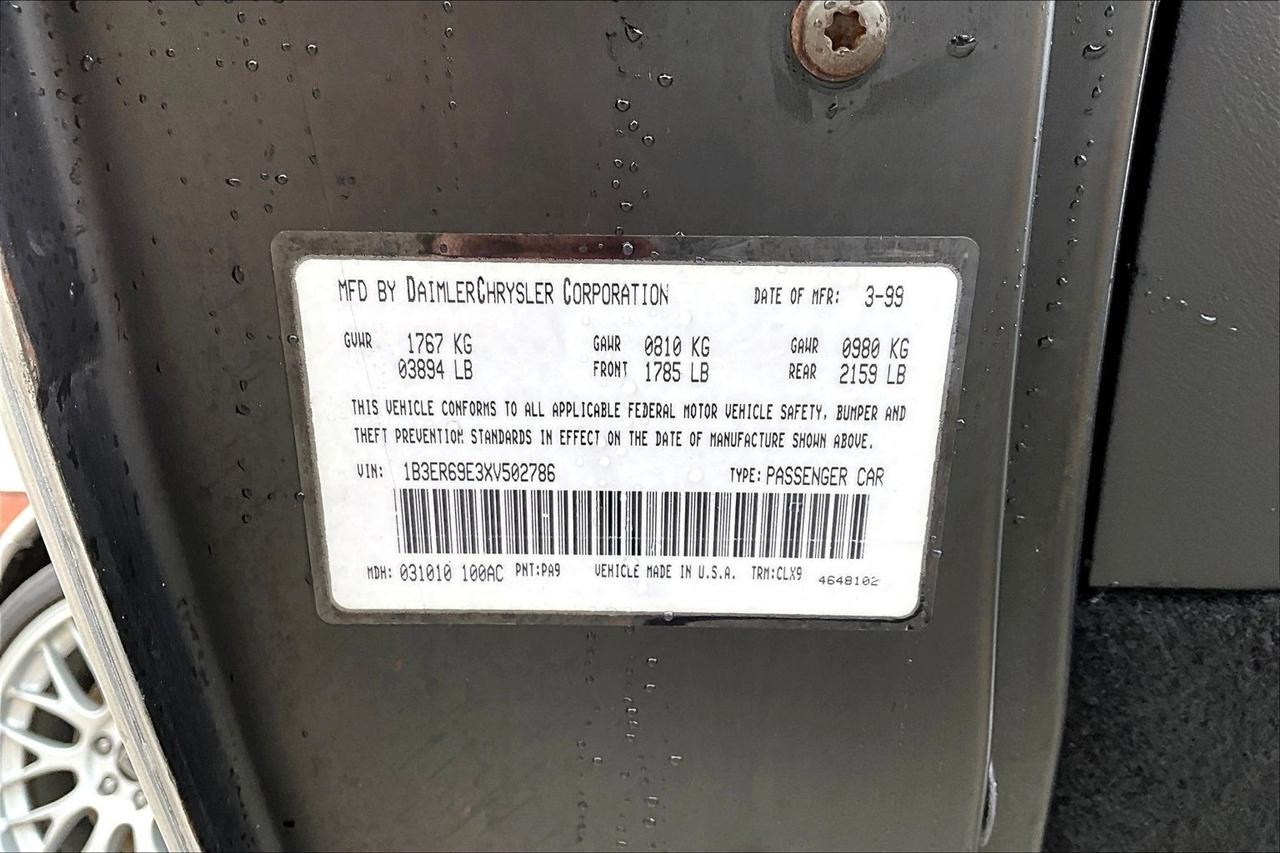 MFD BY DAIMLERCHRYSLER CORPORATION DATE OF MFR: 3-99
GVWR 1767 KG GAWR 0810 KG GAWR 0980 KG
03894 LB FRONT 1785 LB REAR 2159 LB
THIS VEHICLE CONFORMS TO ALL APPLICABLE FEDERAL MOTOR VEHICLE SAFETY, BUMPER AND
THEFT PREVENTION STANDARDS IN EFFECT ON THE DATE OF MANUFACTURE SHOWN ABOVE.
VIN: 1B3ER69E3XV502786 TYPE: PASSENGER CAR
MDH: 031010 100AC PNT:PA9 VEHICLE MADE IN U.S.A. TRM:CLX9 4648102